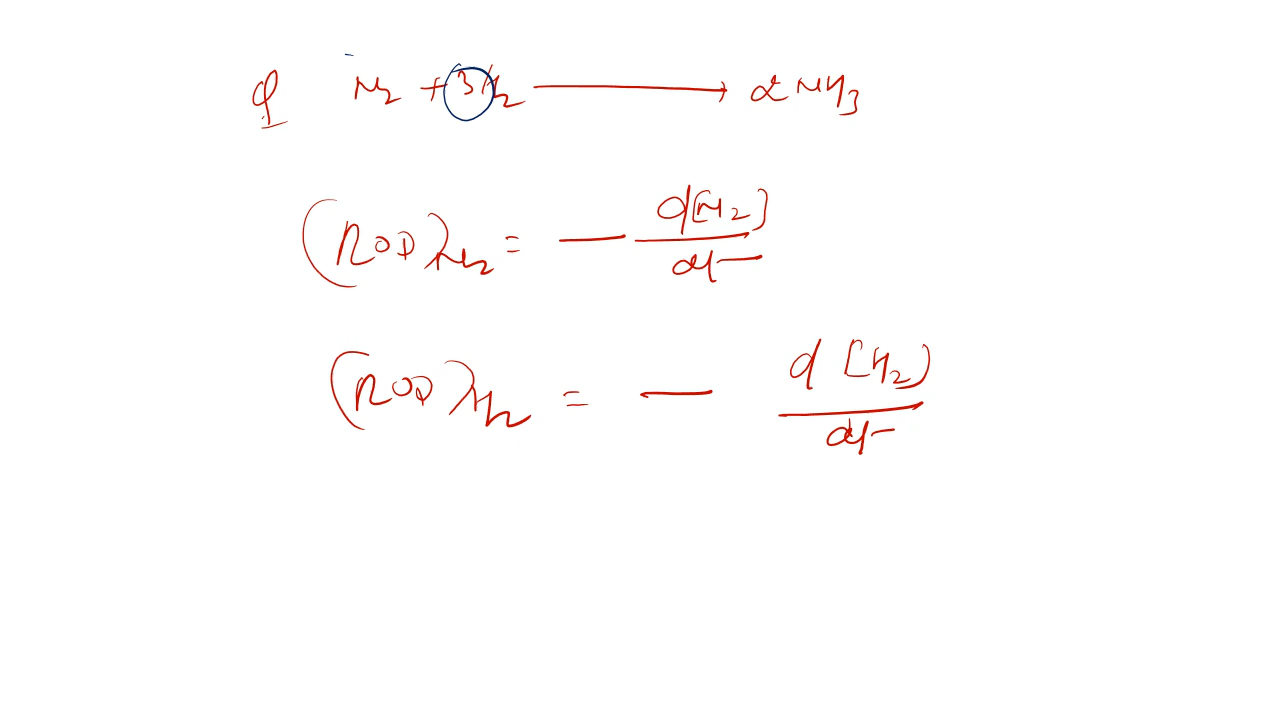 Q N₂ + 3H₂ ⟶ 2NH₃
(ROD)N₂ = — d[N₂] / dt
(ROD)H₂ = — d[H₂) / dt